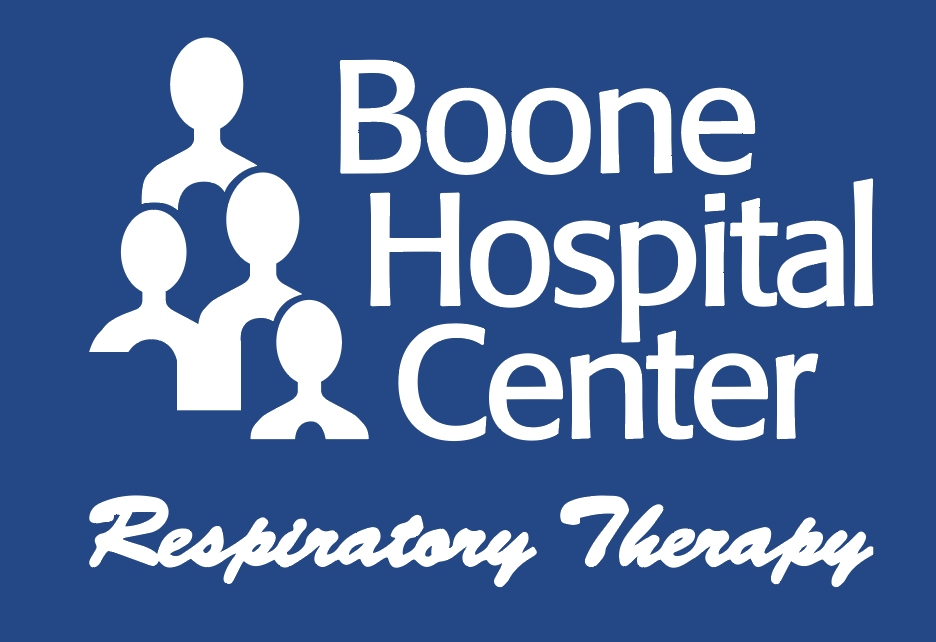 Boone
Hospital
Center
Respiratory Therapy